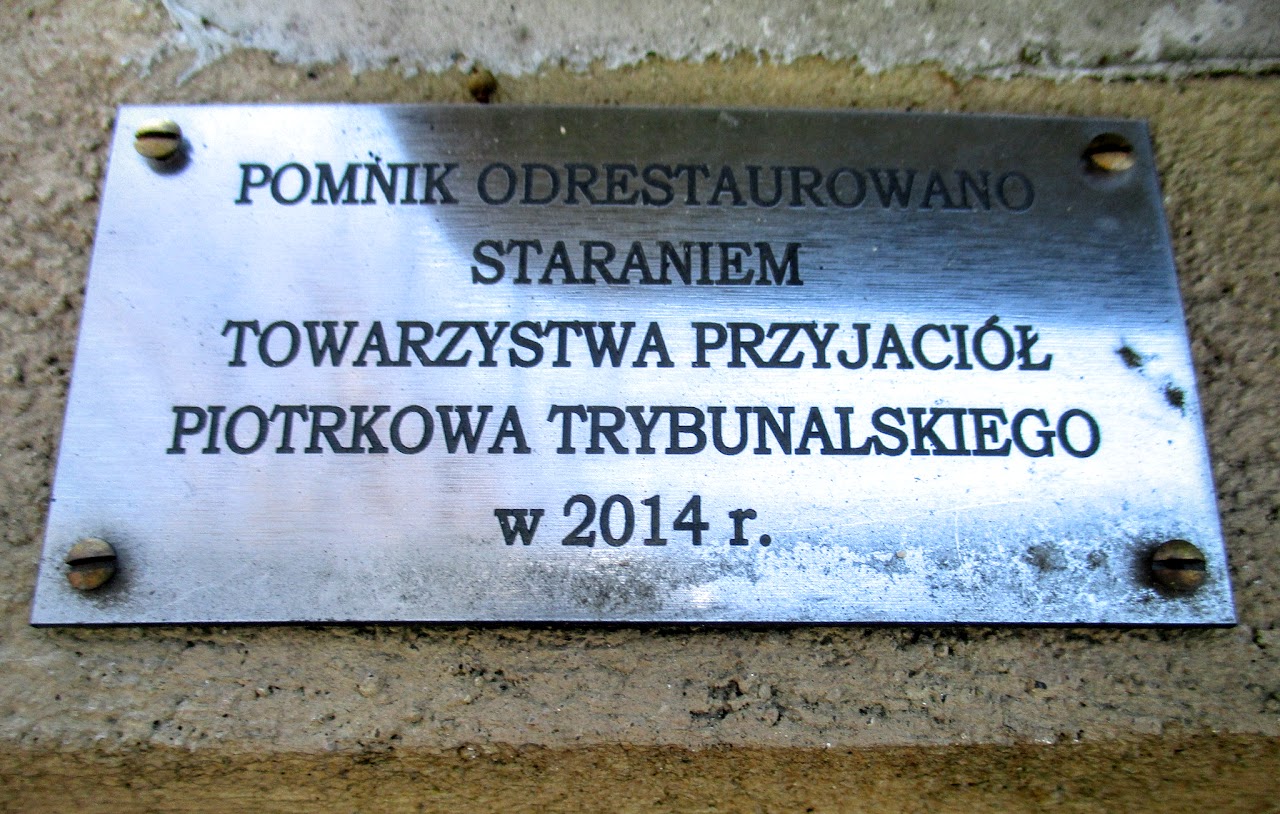 POMNIK ODRESTAUROWANO
STARANIEM
TOWARZYSTWA PRZYJACIÓŁ
PIOTRKOWA TRYBUNALSKIEGO
w 2014 r.